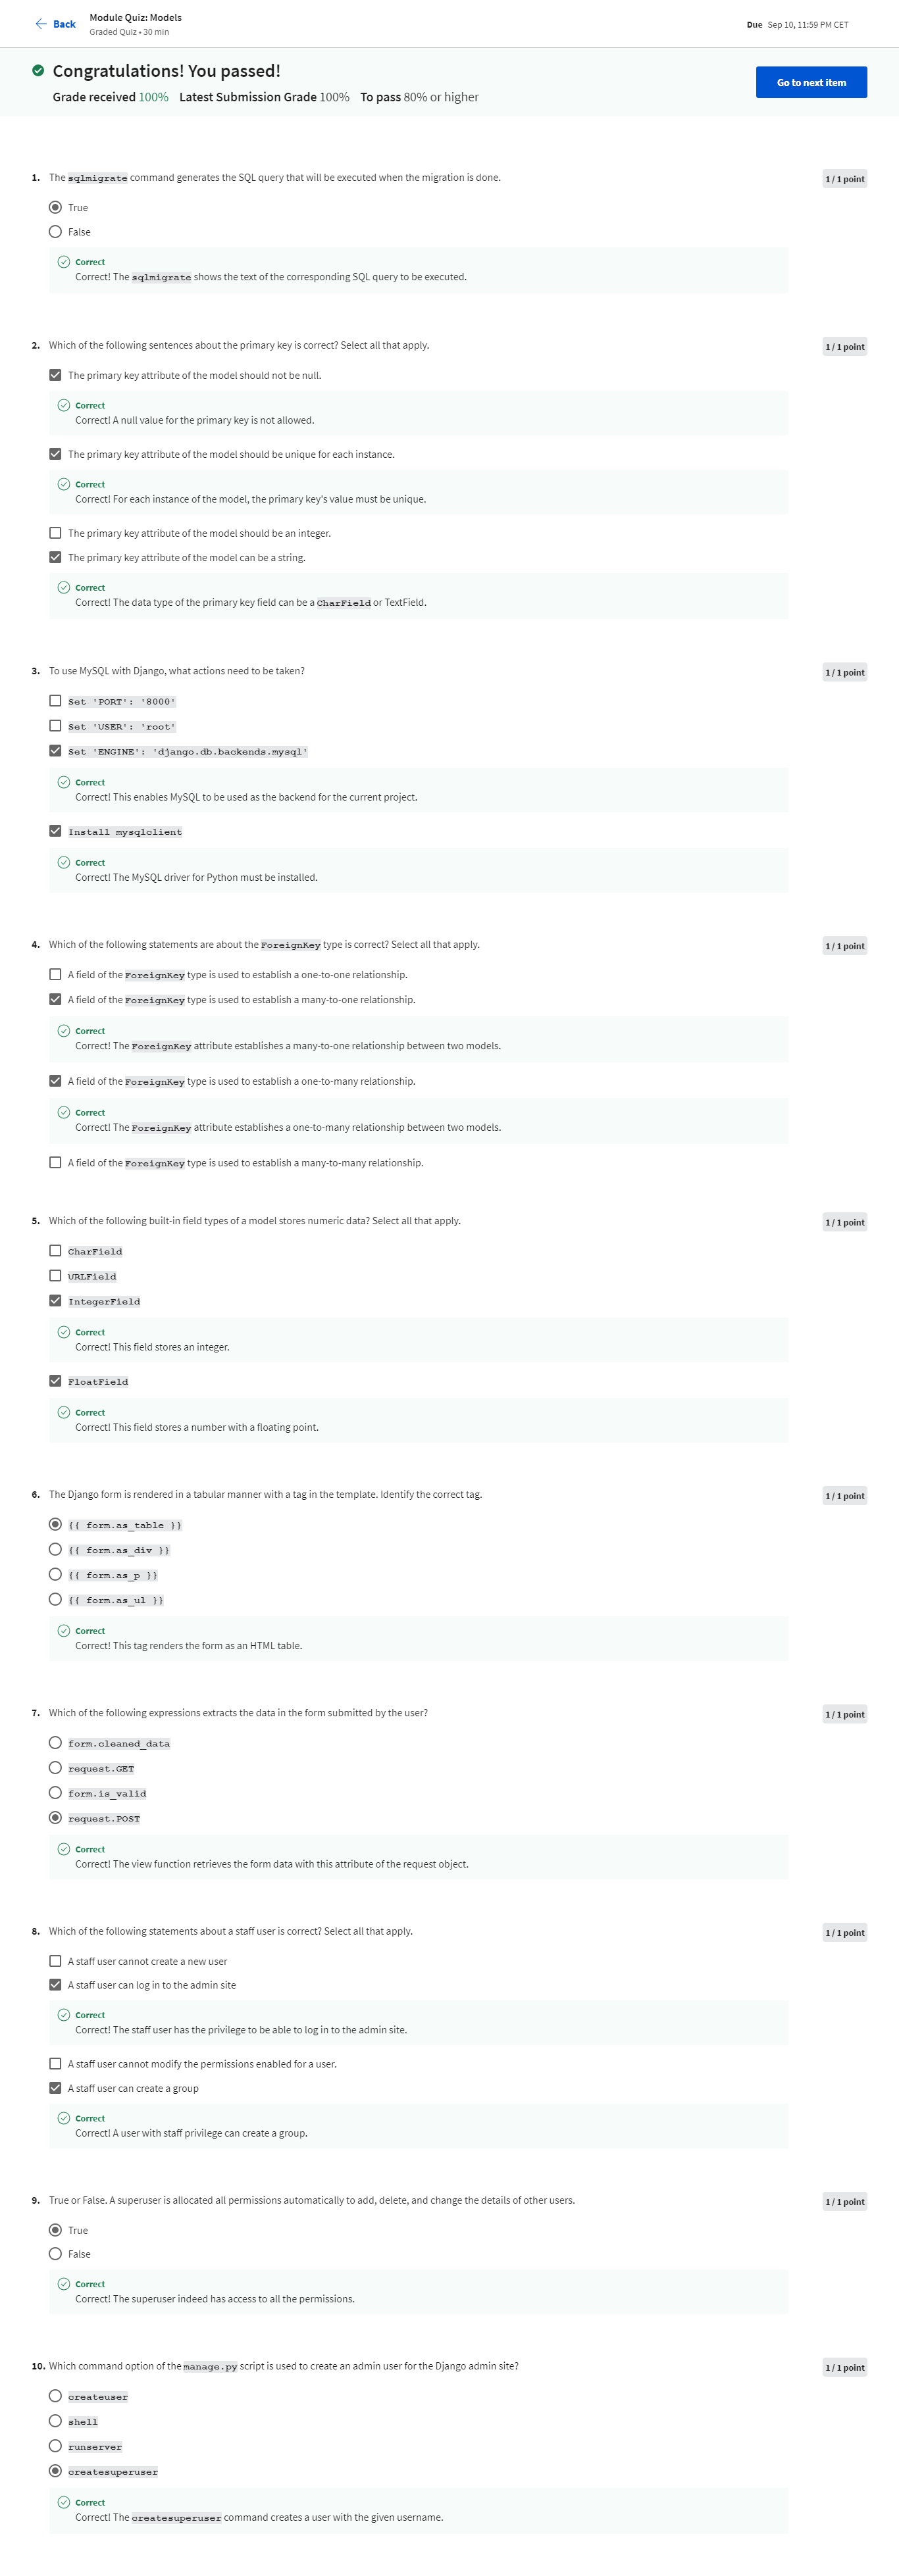 Back
Module Quiz: Models
Graded Quiz • 30 min
Due Sep 10, 11:59 PM CET
Congratulations! You passed!
Grade received 100% Latest Submission Grade 100% To pass 80% or higher
Go to next item
1. The sqlmigrate command generates the SQL query that will be executed when the migration is done.
1 / 1 point
True
False
Correct
Correct! The sqlmigrate shows the text of the corresponding SQL query to be executed.
2. Which of the following sentences about the primary key is correct? Select all that apply.
1 / 1 point
The primary key attribute of the model should not be null.
Correct
Correct! A null value for the primary key is not allowed.
The primary key attribute of the model should be unique for each instance.
Correct
Correct! For each instance of the model, the primary key's value must be unique.
The primary key attribute of the model should be an integer.
The primary key attribute of the model can be a string.
Correct
Correct! The data type of the primary key field can be a CharField or TextField.
3. To use MySQL with Django, what actions need to be taken?
1 / 1 point
Set 'PORT': '8000'
Set 'USER': 'root'
Set 'ENGINE': 'django.db.backends.mysql'
Correct
Correct! This enables MySQL to be used as the backend for the current project.
Install mysqlclient
Correct
Correct! The MySQL driver for Python must be installed.
4. Which of the following statements are about the ForeignKey type is correct? Select all that apply.
1 / 1 point
A field of the ForeignKey type is used to establish a one-to-one relationship.
A field of the ForeignKey type is used to establish a many-to-one relationship.
Correct
Correct! The ForeignKey attribute establishes a many-to-one relationship between two models.
A field of the ForeignKey type is used to establish a one-to-many relationship.
Correct
Correct! The ForeignKey attribute establishes a one-to-many relationship between two models.
A field of the ForeignKey type is used to establish a many-to-many relationship.
5. Which of the following built-in field types of a model stores numeric data? Select all that apply.
1 / 1 point
CharField
URLField
IntegerField
Correct
Correct! This field stores an integer.
FloatField
Correct
Correct! This field stores a number with a floating point.
6. The Django form is rendered in a tabular manner with a tag in the template. Identify the correct tag.
1 / 1 point
{{ form.as_table }}
{{ form.as_div }}
{{ form.as_p }}
{{ form.as_ul }}
Correct
Correct! This tag renders the form as an HTML table.
7. Which of the following expressions extracts the data in the form submitted by the user?
1 / 1 point
form.cleaned_data
request.GET
form.is_valid
request.POST
Correct
Correct! The view function retrieves the form data with this attribute of the request object.
8. Which of the following statements about a staff user is correct? Select all that apply.
1 / 1 point
A staff user cannot create a new user
A staff user can log in to the admin site
Correct
Correct! The staff user has the privilege to be able to log in to the admin site.
A staff user cannot modify the permissions enabled for a user.
A staff user can create a group
Correct
Correct! A user with staff privilege can create a group.
9. True or False. A superuser is allocated all permissions automatically to add, delete, and change the details of other users.
1 / 1 point
True
False
Correct
Correct! The superuser indeed has access to all the permissions.
10. Which command option of the manage.py script is used to create an admin user for the Django admin site?
1 / 1 point
createuser
shell
runserver
createsuperuser
Correct
Correct! The createsuperuser command creates a user with the given username.